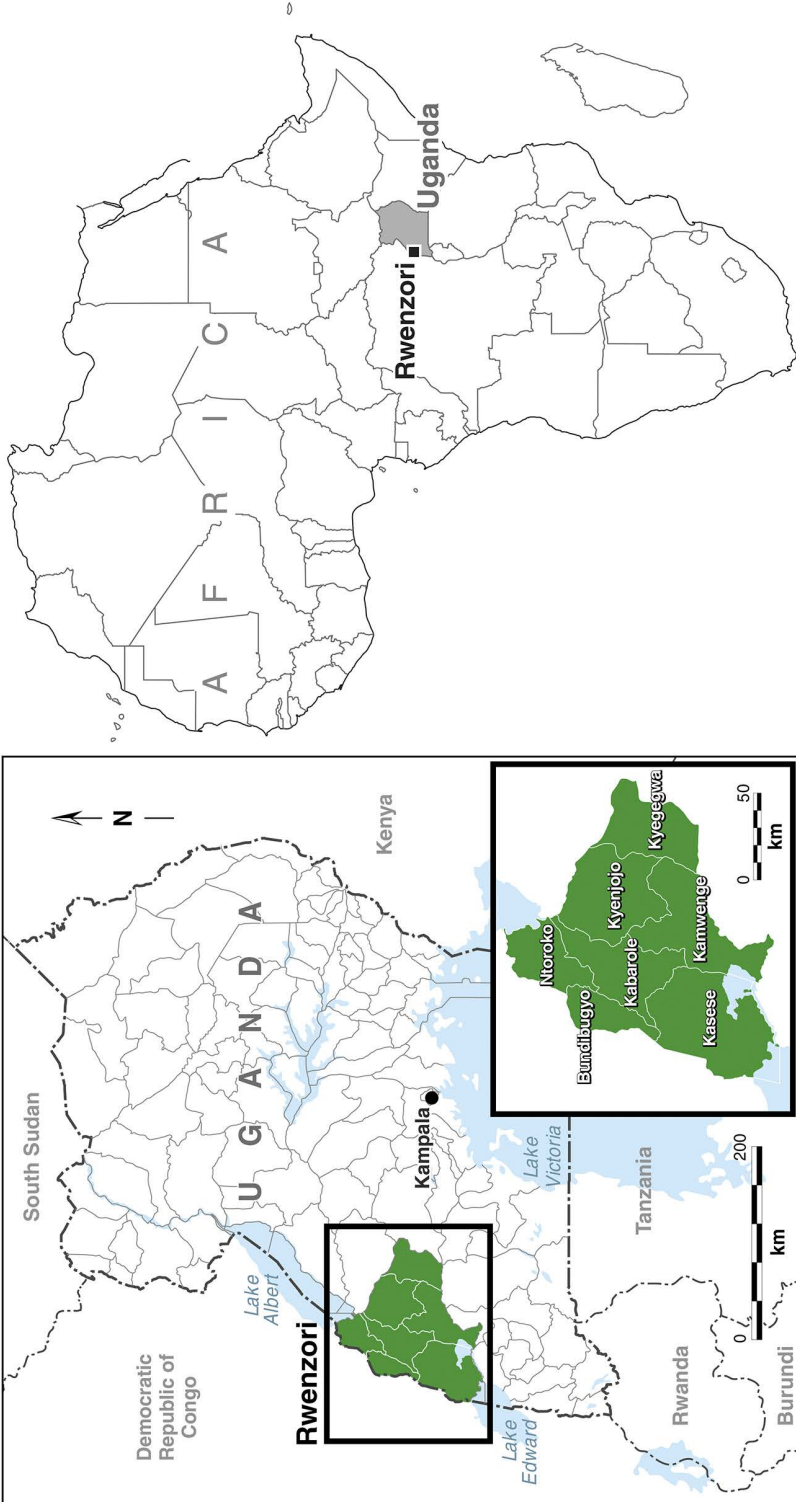 South Sudan
Democratic
Republic of
Congo
Lake
Albert
Rwenzori
Lake
Edward
Rwanda
Burundi
UGANDA
Kampala
Lake
Victoria
Tanzania
Kenya
N
0 200
km
Ntoroko
Bundibugyo
Kabarole
Kyenjojo
Kyegegwa
Kamwenge
Kasese
0 50
km
AFRICA
Rwenzori
Uganda